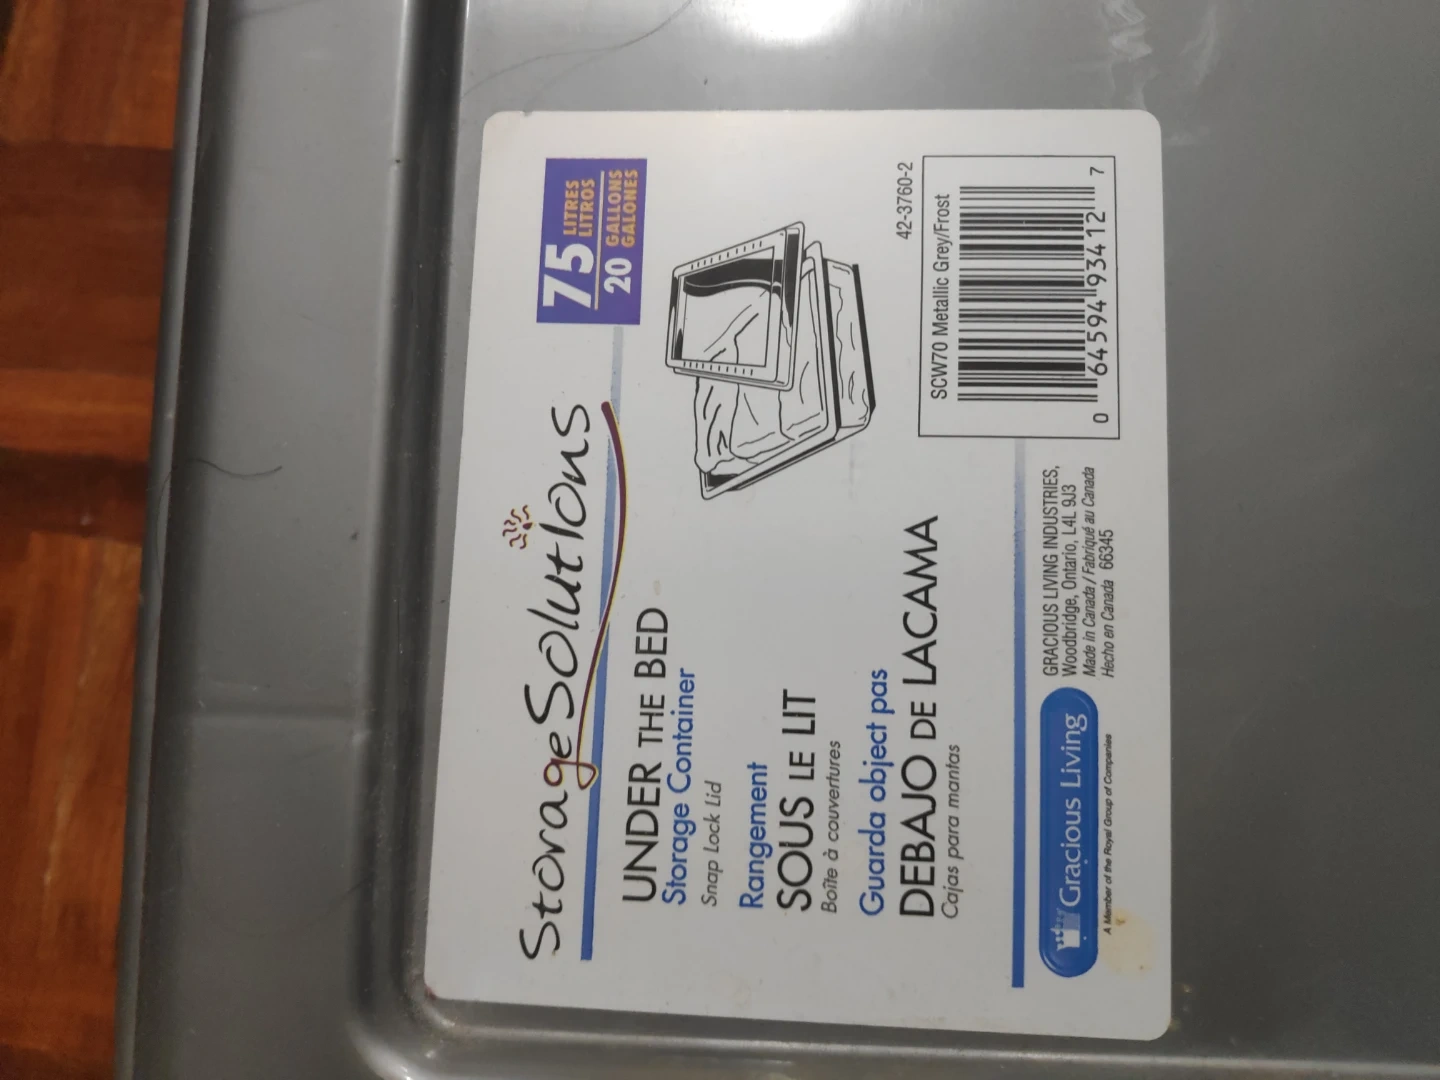 Storage Solutions
75 LITRES
LITROS
20 GALLONS
GALONES
UNDER THE BED
Storage Container
Snap Lock Lid
Rangement
SOUS LE LIT
Boîte à couvertures
Guarda object pas
DEBAJO DE LACAMA
Cajas para mantas
42-3760-2
SCW70 Metallic Grey/Frost
0 64594 93412 7
Gracious Living
A Member of the Royal Group of Companies
GRACIOUS LIVING INDUSTRIES,
Woodbridge, Ontario, L4L 9J3
Made in Canada / Fabriqué au Canada
Hecho en Canada 66345